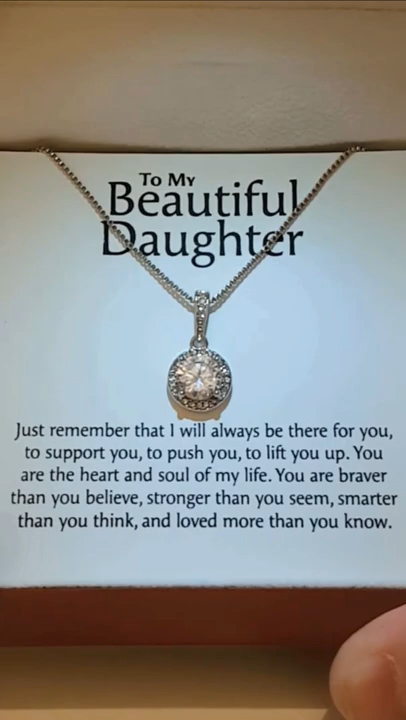 To My
Beautiful
Daughter
Just remember that I will always be there for you,
to support you, to push you, to lift you up. You
are the heart and soul of my life. You are braver
than you believe, stronger than you seem, smarter
than you think, and loved more than you know.